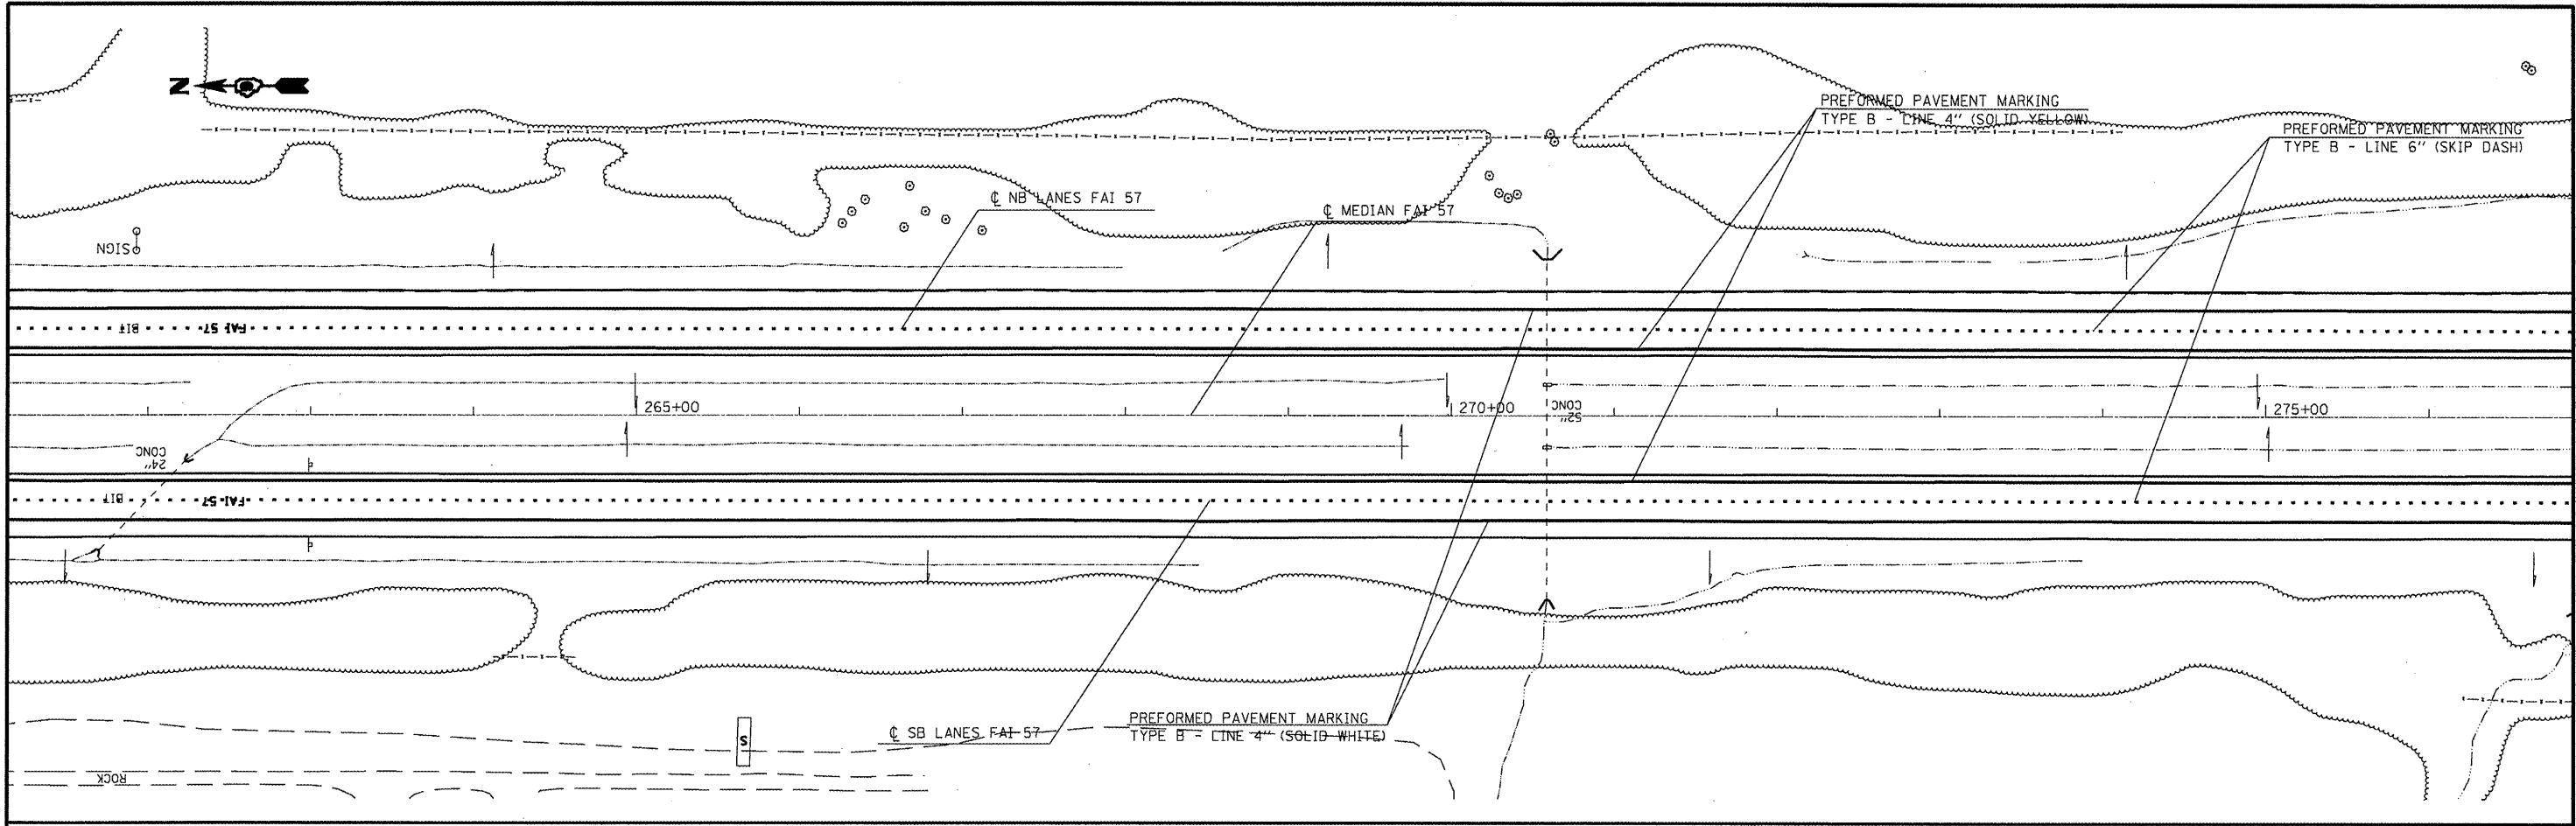 N
PREFORMED PAVEMENT MARKING
TYPE B - LINE 4" (SOLID YELLOW)
PREFORMED PAVEMENT MARKING
TYPE B - LINE 6" (SKIP DASH)
℄ NB LANES FAI 57
℄ MEDIAN FAI 57
SIGN
BIT
FAI 57
265+00
270+00
52"
CONC
275+00
24"
CONC
BIT
FAI 57
℄ SB LANES FAI 57
PREFORMED PAVEMENT MARKING
TYPE B - LINE 4" (SOLID WHITE)
S
ROCK